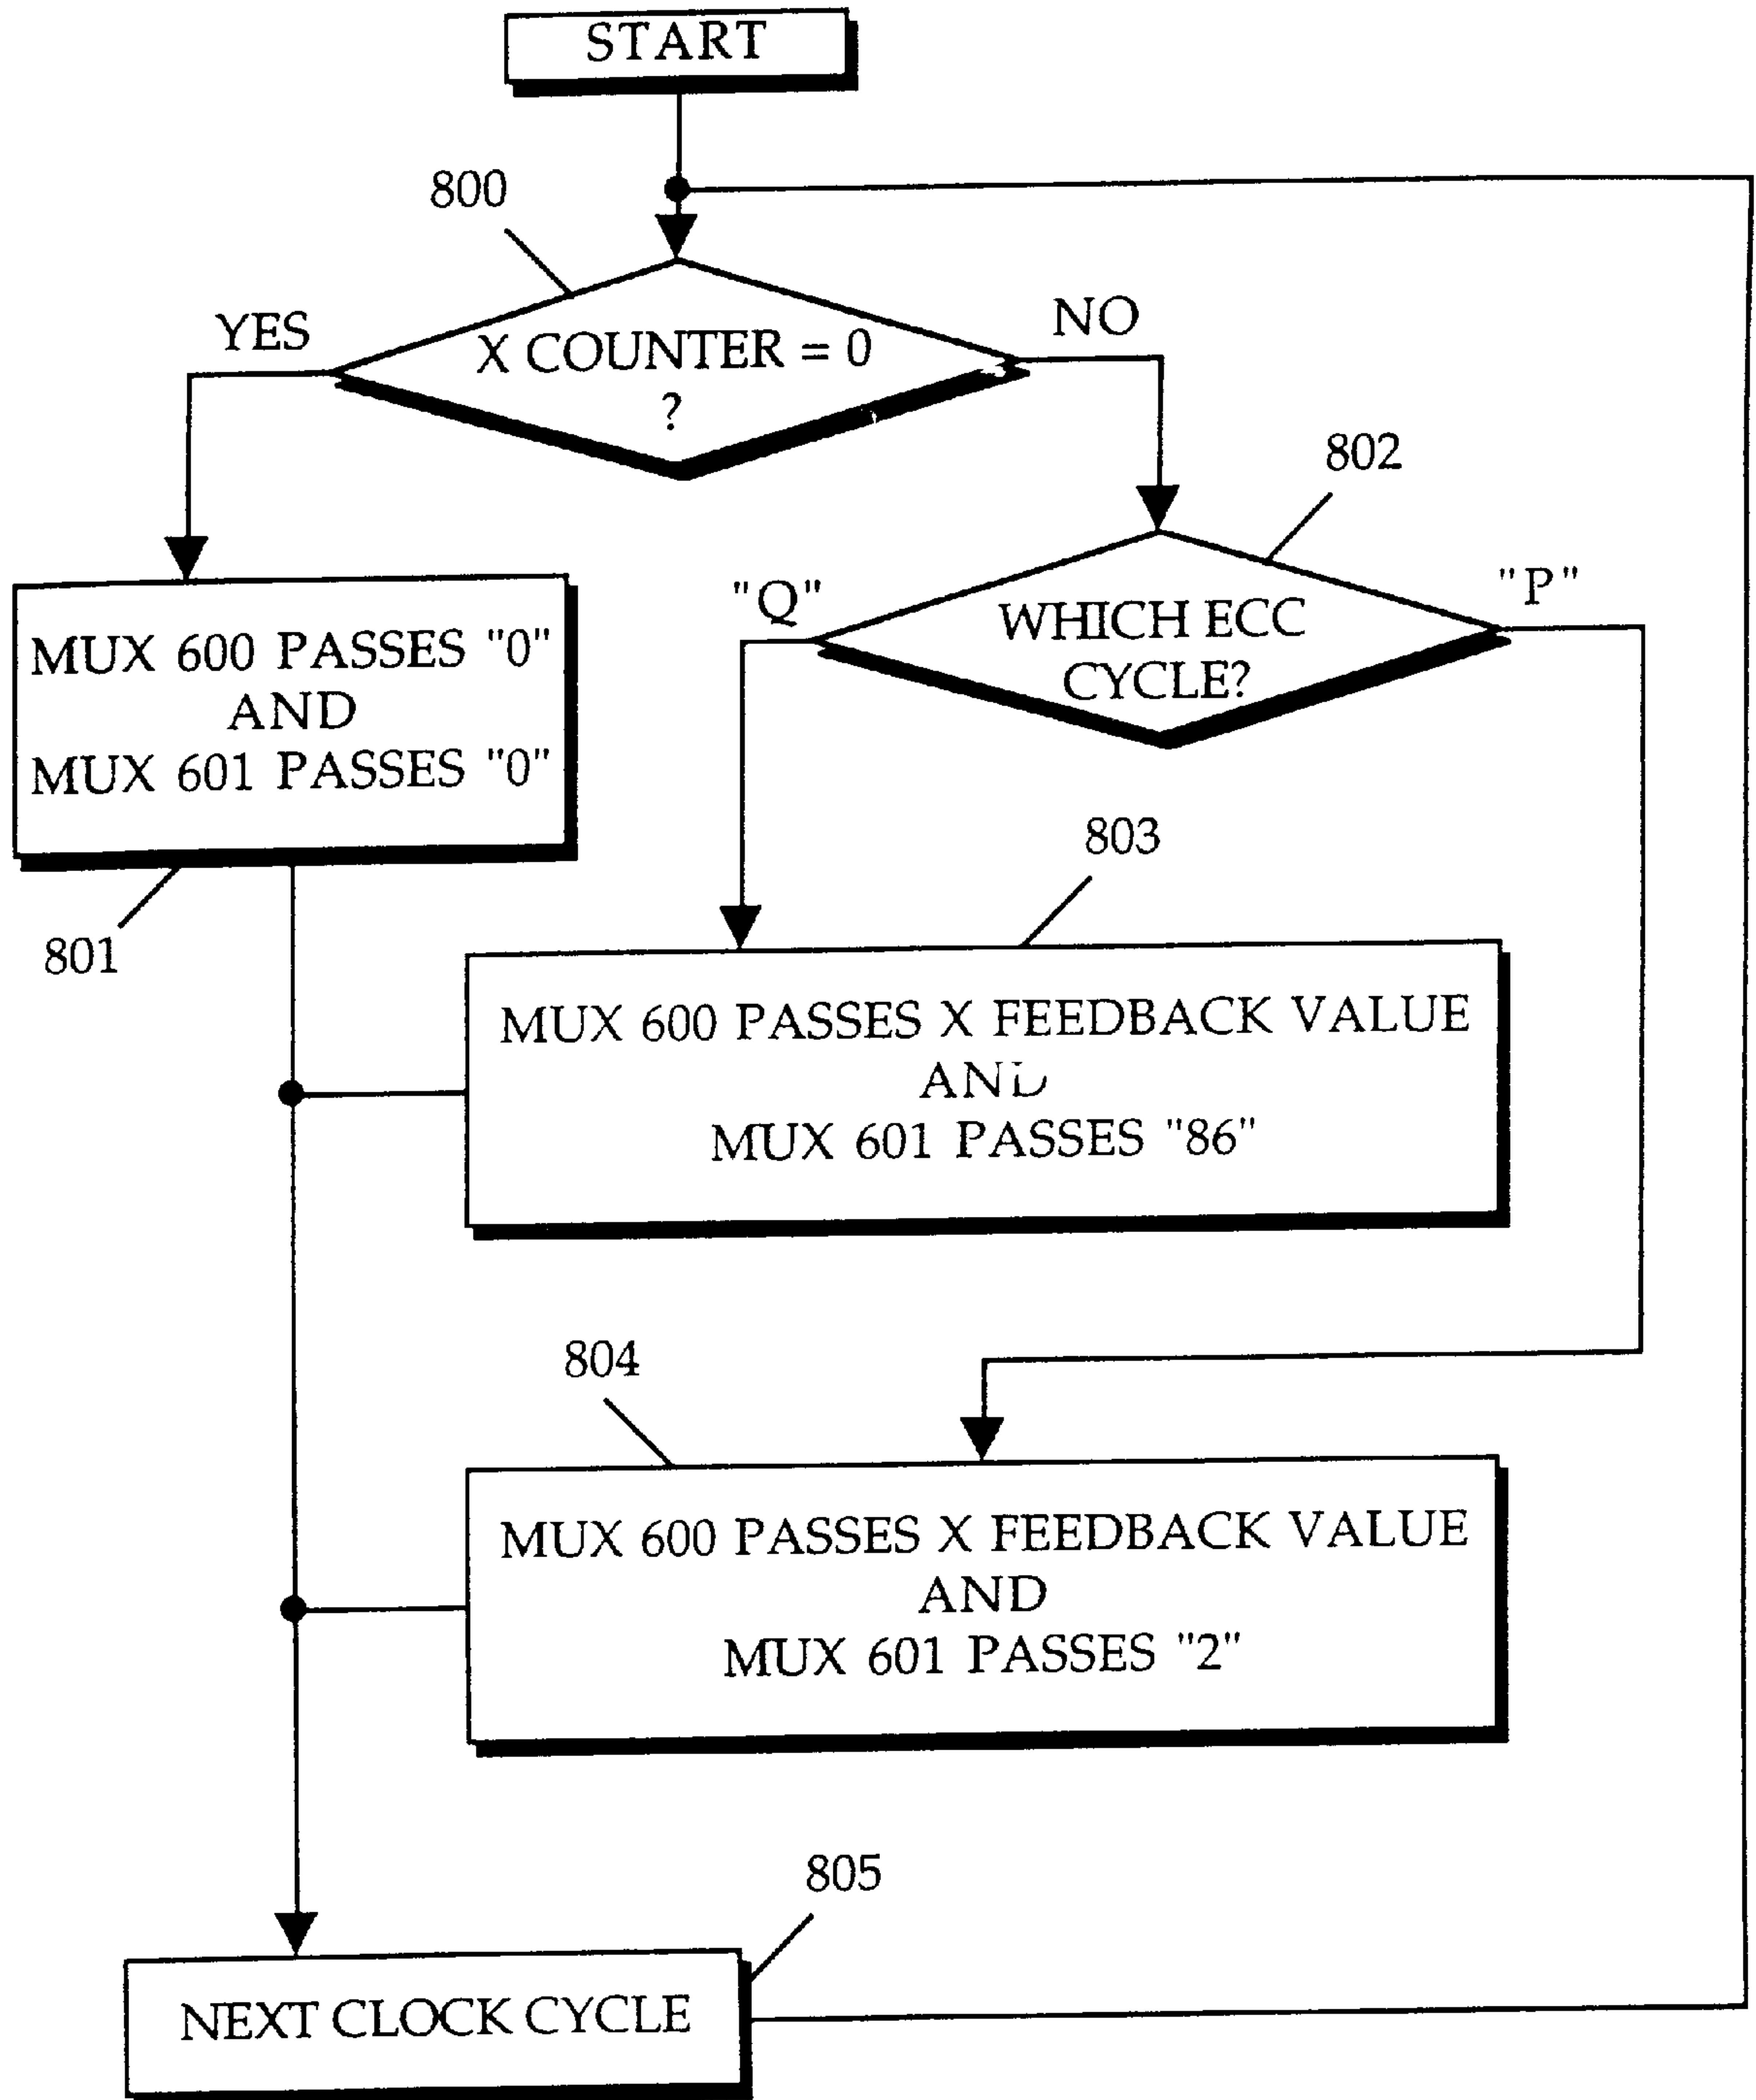 START
800
YES
NO
X COUNTER = 0
?
802
"Q"
"P"
WHICH ECC
CYCLE?
MUX 600 PASSES "0"
AND
MUX 601 PASSES "0"
801
803
MUX 600 PASSES X FEEDBACK VALUE
AND
MUX 601 PASSES "86"
804
MUX 600 PASSES X FEEDBACK VALUE
AND
MUX 601 PASSES "2"
805
NEXT CLOCK CYCLE